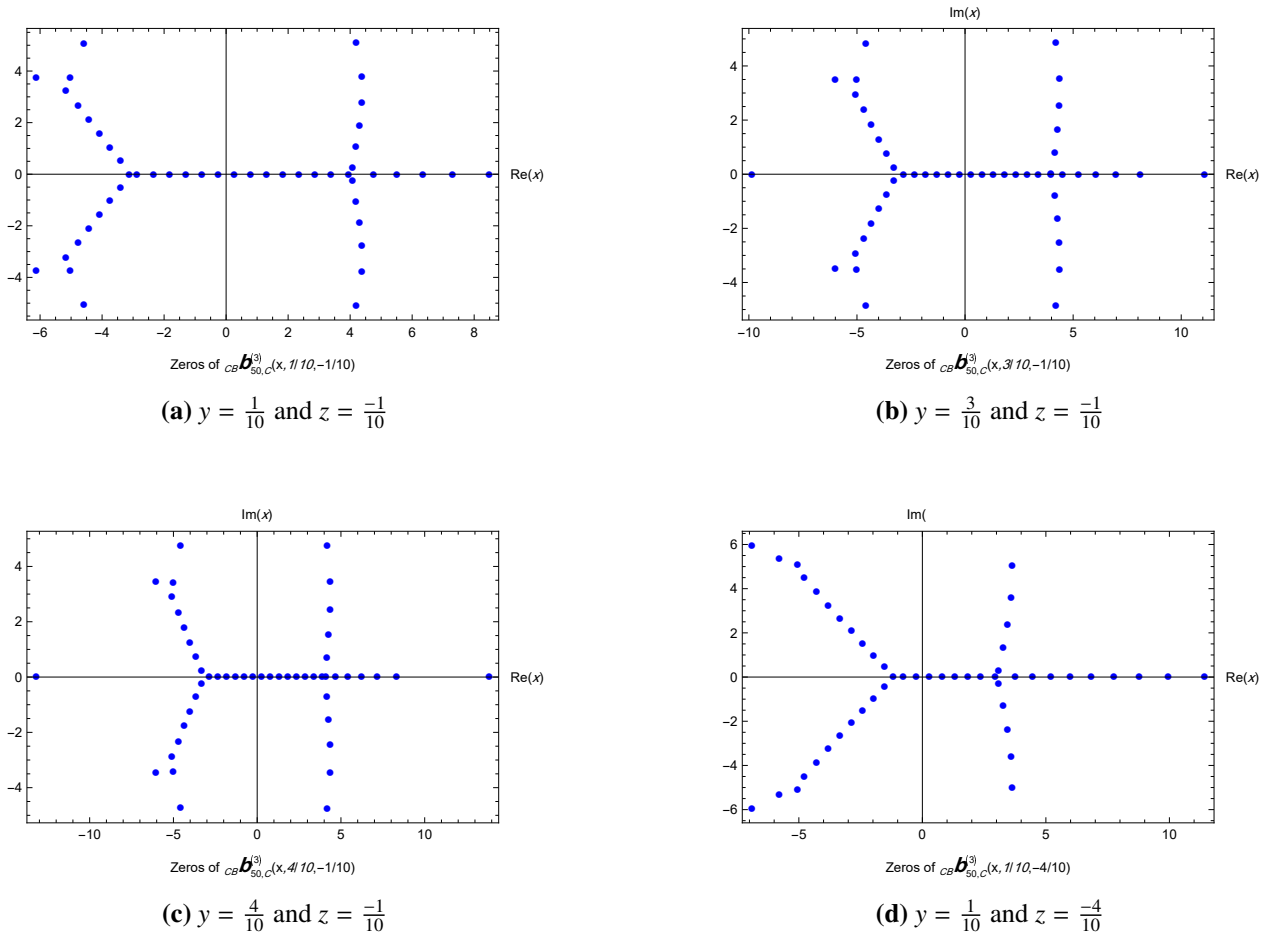 4
2
0
−2
−4
−6
−4
−2
0
2
4
6
8
Re(x)
Zeros of CB b(3)50,C(x,1/10,−1/10)
(a) y = 1/10 and z = −1/10
Im(x)
4
2
0
−2
−4
−10
−5
0
5
10
Re(x)
Zeros of CB b(3)50,C(x,3/10,−1/10)
(b) y = 3/10 and z = −1/10
Im(x)
4
2
0
−2
−4
−10
−5
0
5
10
Re(x)
Zeros of CB b(3)50,C(x,4/10,−1/10)
(c) y = 4/10 and z = −1/10
Im(
6
4
2
0
−2
−4
−6
−5
0
5
10
Re(x)
Zeros of CB b(3)50,C(x,1/10,−4/10)
(d) y = 1/10 and z = −4/10